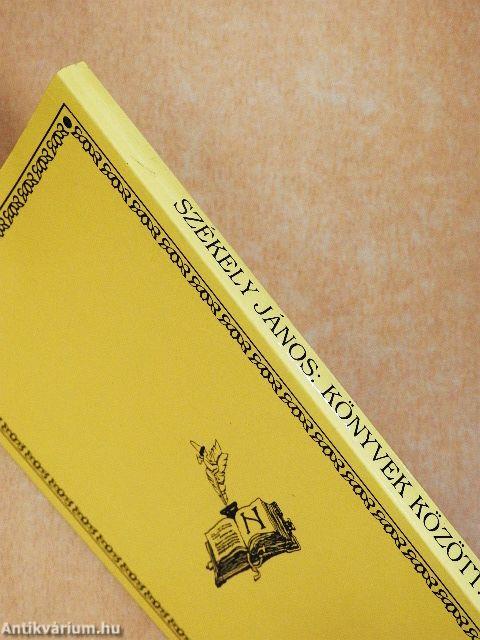 SZÉKELY JÁNOS: KÖNYVEK KÖZÖTT
N
Antikvárium.hu